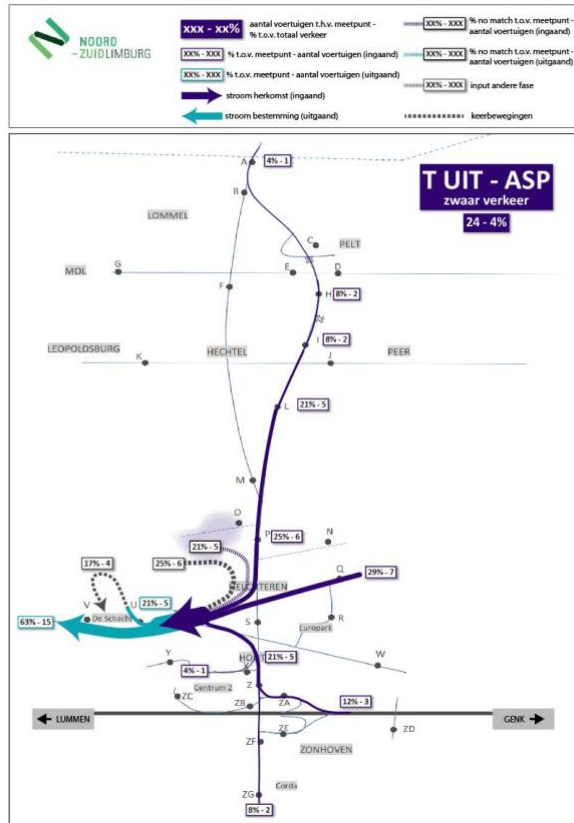 NOORD
-ZUIDLIMBURG
xxx - xx%
aantal voertuigen t.h.v. meetpunt -
% t.o.v. totaal verkeer
XX% - XXX
% t.o.v. meetpunt - aantal voertuigen (ingaand)
XX% - XXX
% t.o.v. meetpunt - aantal voertuigen (uitgaand)
stroom herkomst (ingaand)
stroom bestemming (uitgaand)
XX% - XXX
% no match t.o.v. meetpunt -
aantal voertuigen (ingaand)
XX% - XXX
% no match t.o.v. meetpunt -
aantal voertuigen (uitgaand)
XX% - XXX
input andere fase
keerbewegingen
T UIT - ASP
zwaar verkeer
24 - 4%
A
4% - 1
B
LOMMEL
C
PELT
MOL
G
E
D
F
H
8% - 2
I
8% - 2
LEOPOLDSBURG
HECHTEL
PEER
K
J
L
21% - 5
M
O
P
25% - 6
N
21% - 5
17% - 4
25% - 6
Q
29% - 7
V
De Schacht
U
21% - 5
63% - 15
S
R
Europark
Y
21% - 5
W
4% - 1
Centrum Z
Z
ZC
ZB
ZA
12% - 3
LUMMEN
GENK
ZE
ZD
ZF
ZONHOVEN
ZG
Corda
8% - 2